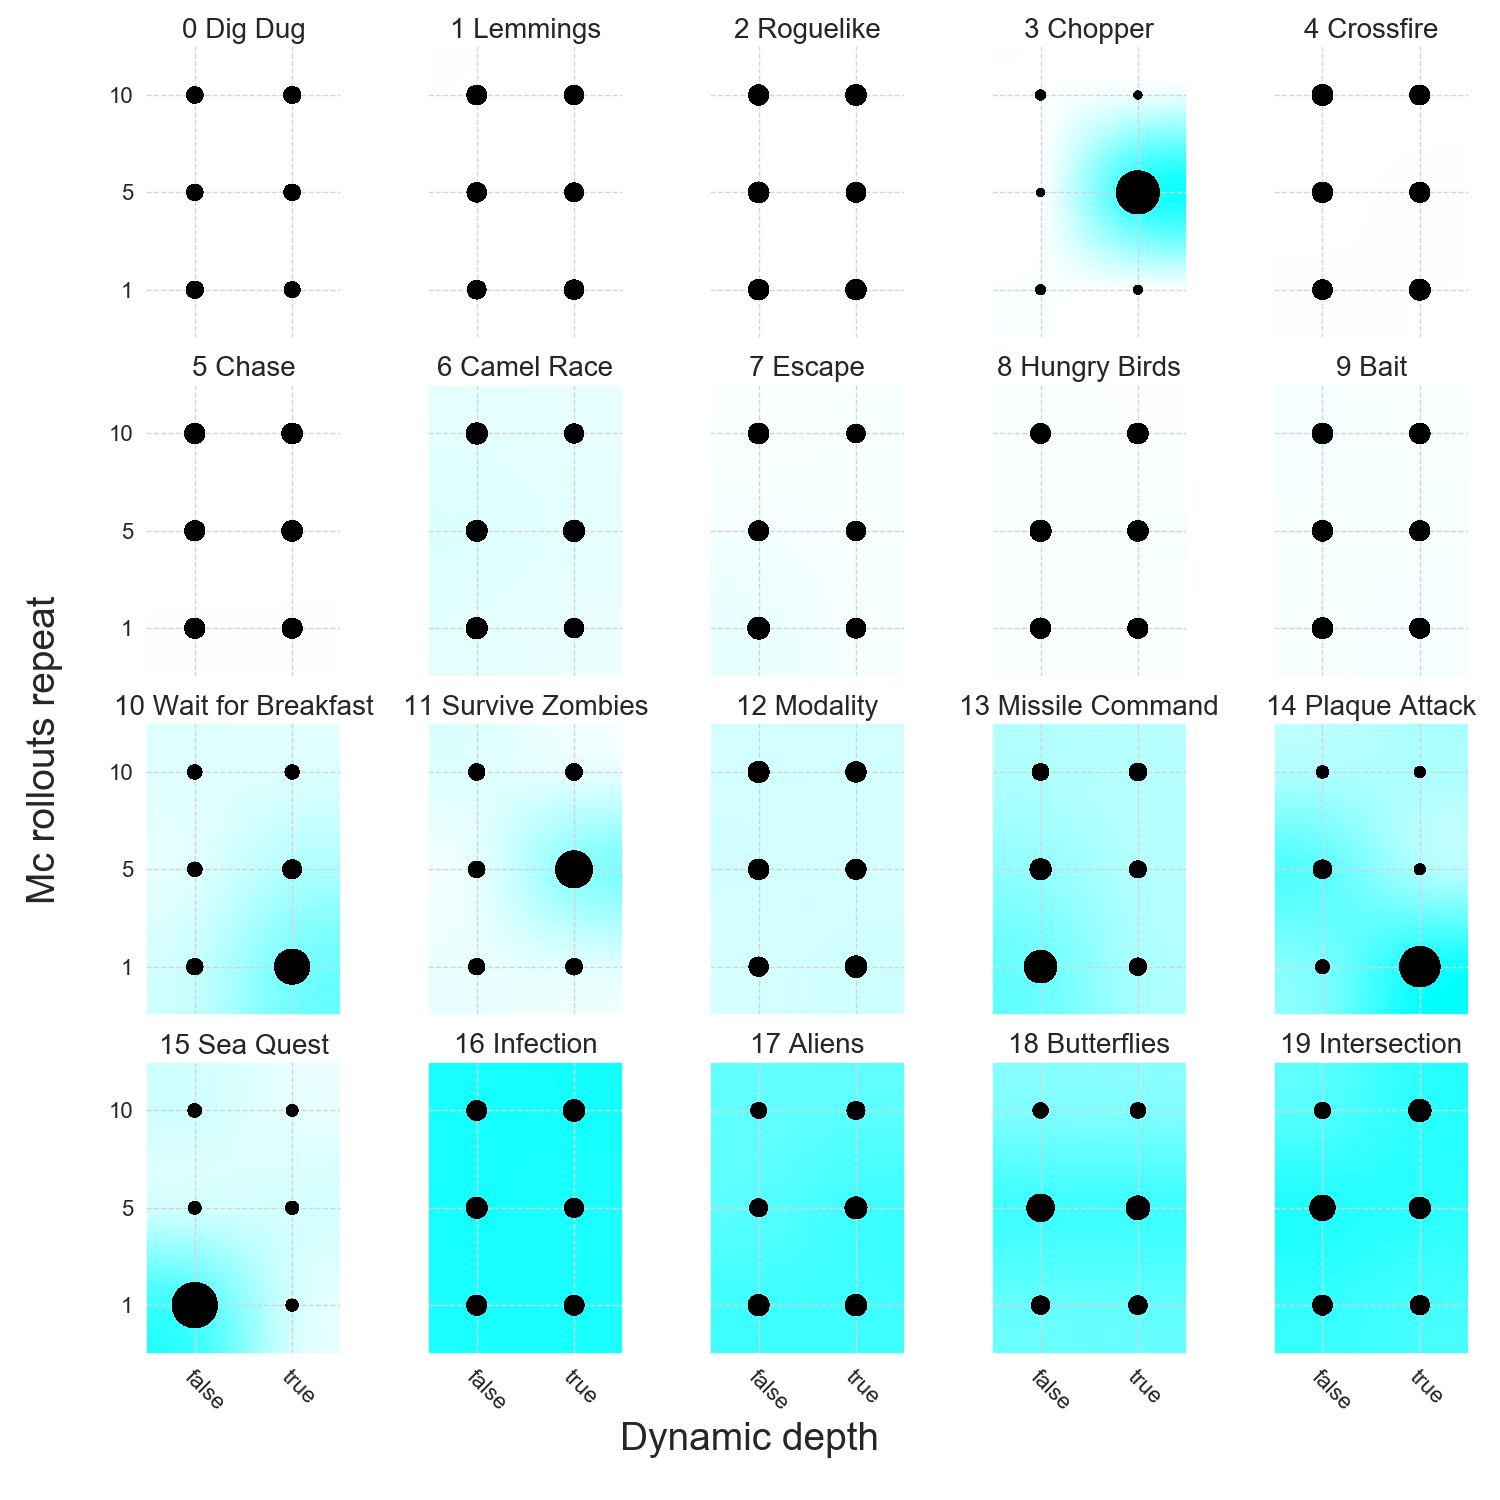 0 Dig Dug
1 Lemmings
2 Roguelike
3 Chopper
4 Crossfire
10
5
1
5 Chase
6 Camel Race
7 Escape
8 Hungry Birds
9 Bait
10
5
1
Mc rollouts repeat
10 Wait for Breakfast
11 Survive Zombies
12 Modality
13 Missile Command
14 Plaque Attack
10
5
1
15 Sea Quest
16 Infection
17 Aliens
18 Butterflies
19 Intersection
10
5
1
false
true
false
true
false
true
false
true
false
true
Dynamic depth